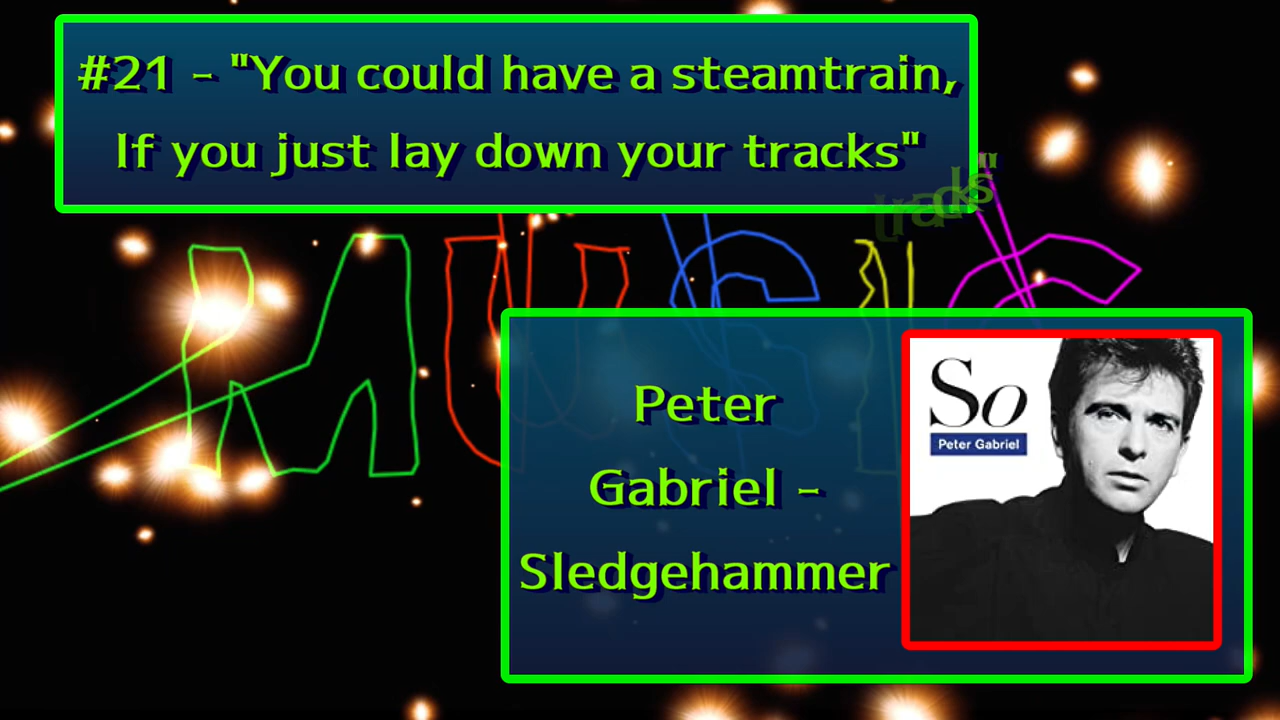 #21 - "You could have a steamtrain,
If you just lay down your tracks"
tracks"
MUSIC
Peter
Gabriel -
Sledgehammer
So
Peter Gabriel